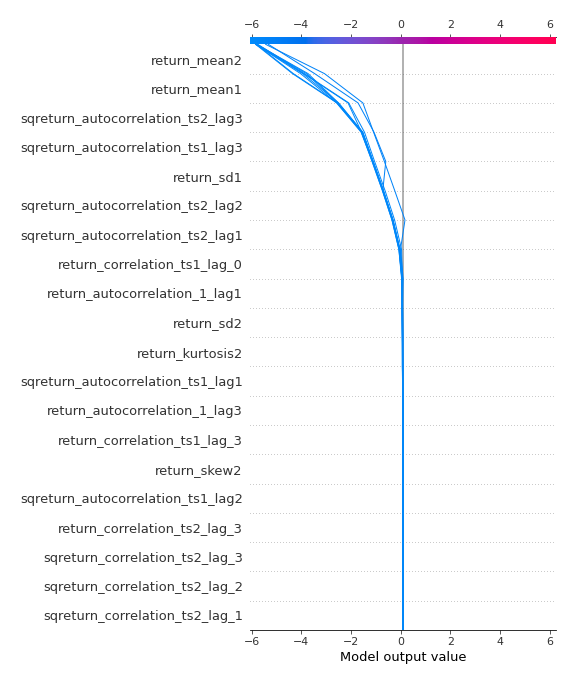 −6 −4 −2 0 2 4 6
return_mean2
return_mean1
sqreturn_autocorrelation_ts2_lag3
sqreturn_autocorrelation_ts1_lag3
return_sd1
sqreturn_autocorrelation_ts2_lag2
sqreturn_autocorrelation_ts2_lag1
return_correlation_ts1_lag_0
return_autocorrelation_1_lag1
return_sd2
return_kurtosis2
sqreturn_autocorrelation_ts1_lag1
return_autocorrelation_1_lag3
return_correlation_ts1_lag_3
return_skew2
sqreturn_autocorrelation_ts1_lag2
return_correlation_ts2_lag_3
sqreturn_correlation_ts2_lag_3
sqreturn_correlation_ts2_lag_2
sqreturn_correlation_ts2_lag_1
−6 −4 −2 0 2 4 6
Model output value